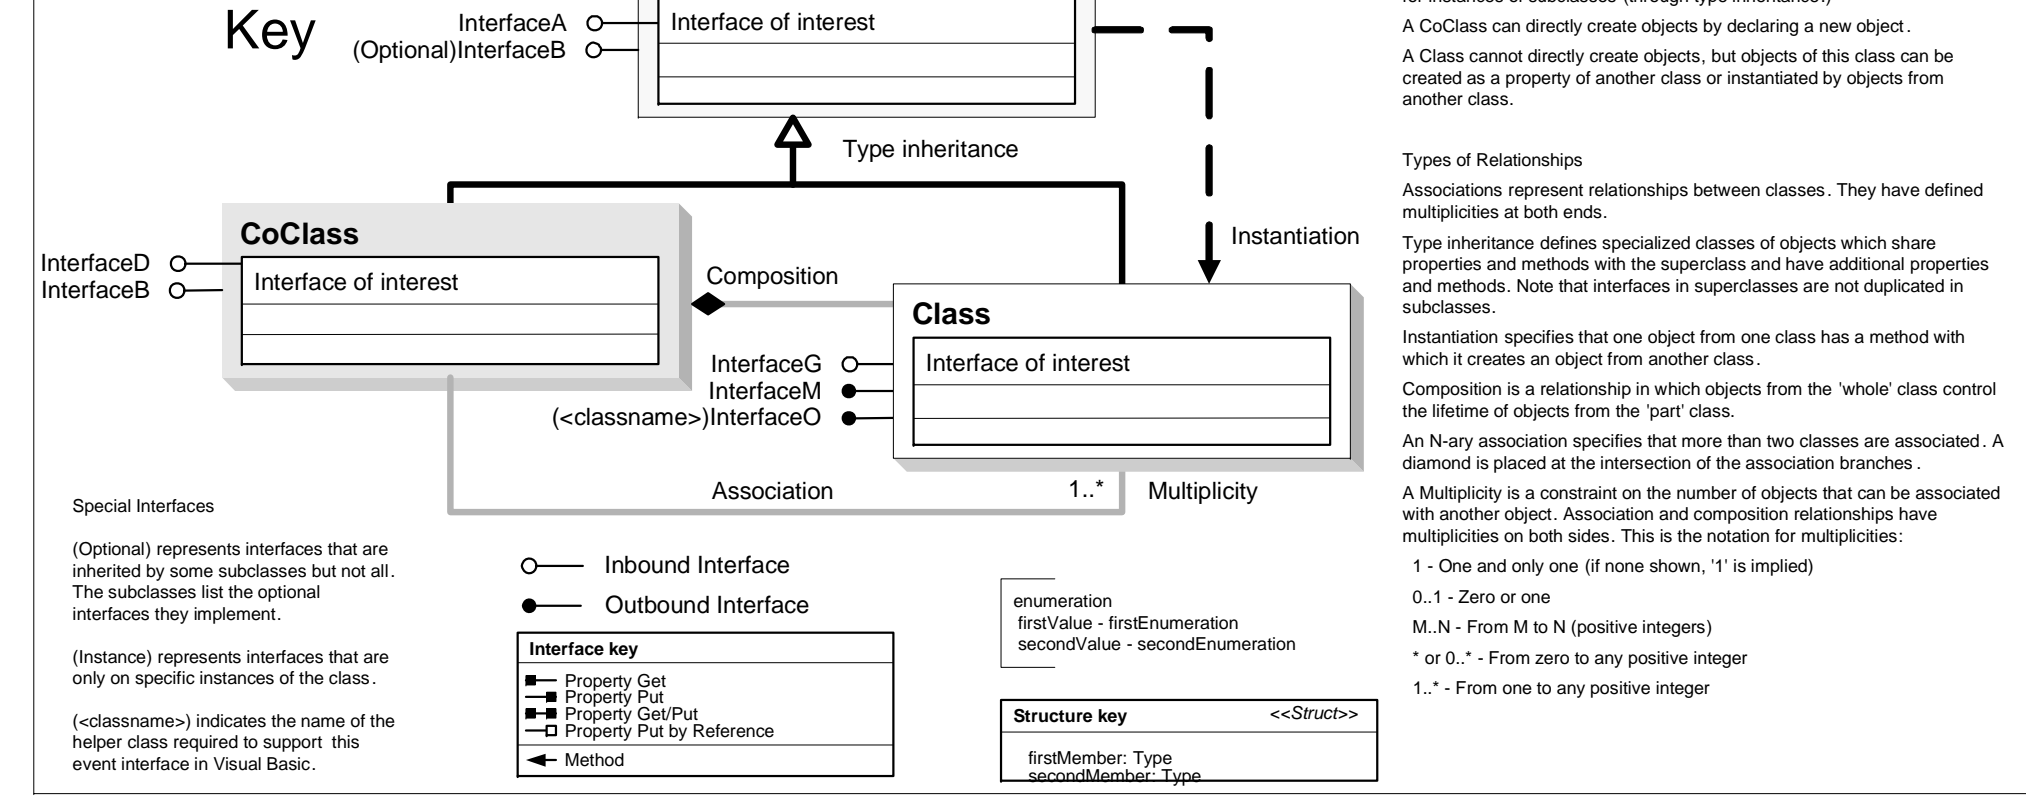 Key
InterfaceA
(Optional)InterfaceB
Interface of interest
Type inheritance
Instantiation
CoClass
InterfaceD
InterfaceB
Interface of interest
Composition
Class
InterfaceG
InterfaceM
(<classname>)InterfaceO
Interface of interest
Association
1..*
Multiplicity
Special Interfaces
(Optional) represents interfaces that are
inherited by some subclasses but not all.
The subclasses list the optional
interfaces they implement.
(Instance) represents interfaces that are
only on specific instances of the class.
(<classname>) indicates the name of the
helper class required to support this
event interface in Visual Basic.
Inbound Interface
Outbound Interface
Interface key
Property Get
Property Put
Property Get/Put
Property Put by Reference
Method
enumeration
firstValue - firstEnumeration
secondValue - secondEnumeration
Structure key
<<Struct>>
firstMember: Type
secondMember: Type
for instances of subclasses (through type inheritance.)
A CoClass can directly create objects by declaring a new object.
A Class cannot directly create objects, but objects of this class can be
created as a property of another class or instantiated by objects from
another class.
Types of Relationships
Associations represent relationships between classes. They have defined
multiplicities at both ends.
Type inheritance defines specialized classes of objects which share
properties and methods with the superclass and have additional properties
and methods. Note that interfaces in superclasses are not duplicated in
subclasses.
Instantiation specifies that one object from one class has a method with
which it creates an object from another class.
Composition is a relationship in which objects from the 'whole' class control
the lifetime of objects from the 'part' class.
An N-ary association specifies that more than two classes are associated. A
diamond is placed at the intersection of the association branches.
A Multiplicity is a constraint on the number of objects that can be associated
with another object. Association and composition relationships have
multiplicities on both sides. This is the notation for multiplicities:
1 - One and only one (if none shown, '1' is implied)
0..1 - Zero or one
M..N - From M to N (positive integers)
* or 0..* - From zero to any positive integer
1..* - From one to any positive integer